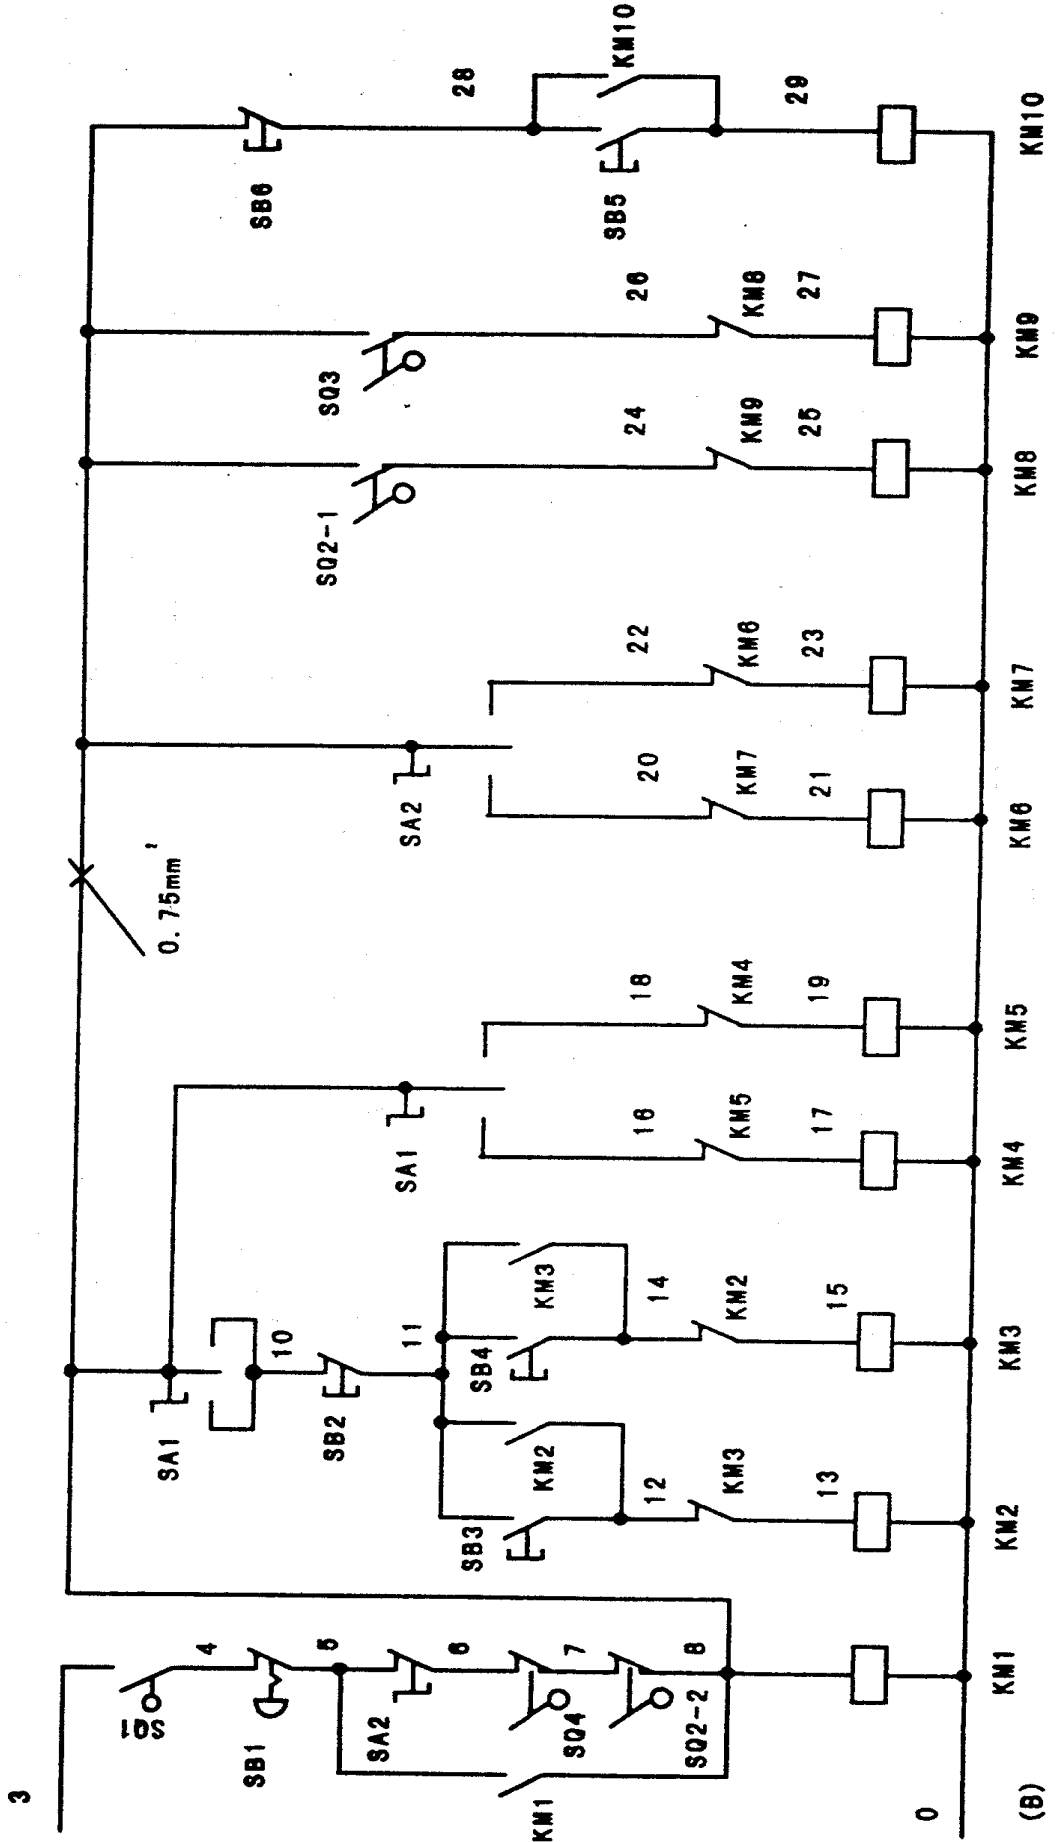 3
SQ1
4
SB1
5
SA2
6
SQ4
7
SQ2-2
8
KM1
KM1
0
(B)
SA1
10
SB2
11
SB3
KM2
12
KM3
13
KM2
SB4
KM3
14
KM2
15
KM3
SA1
16
KM5
17
KM4
18
KM4
19
KM5
0.75mm²
SA2
20
KM7
21
KM6
22
KM6
23
KM7
SQ2-1
24
KM9
25
KM8
SQ3
26
KM8
27
KM9
SB6
28
SB5
KM10
29
KM10